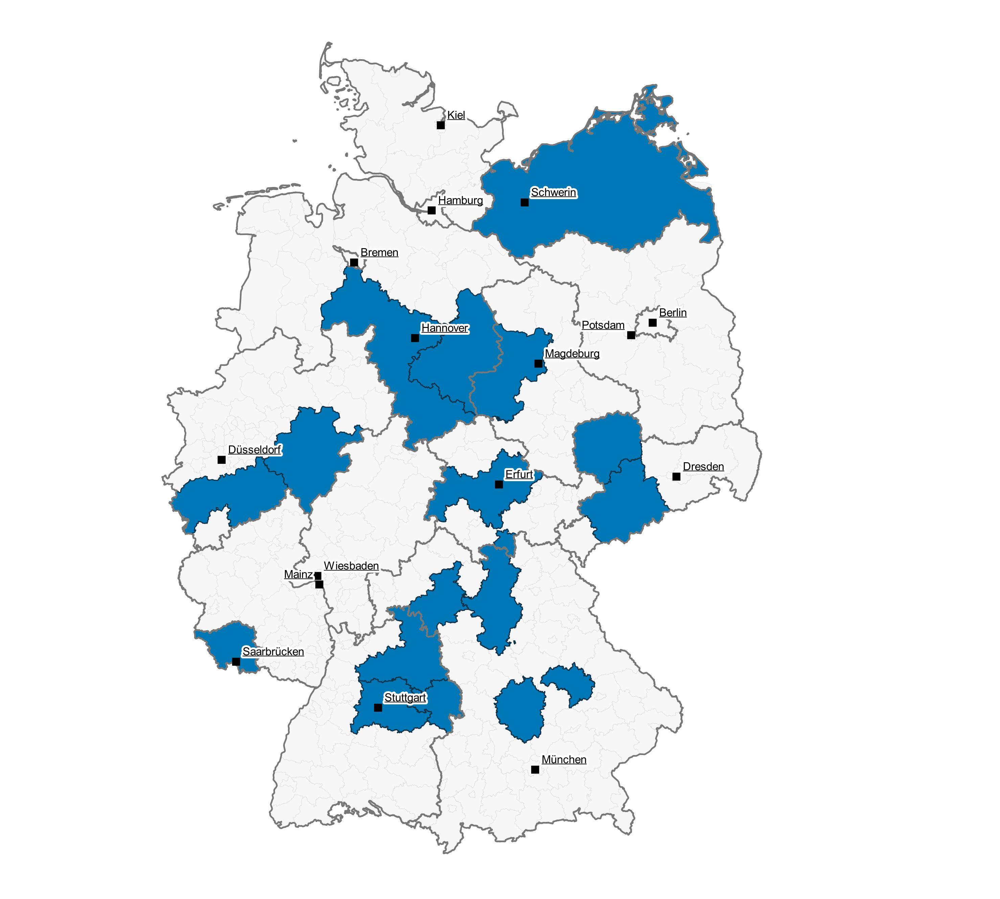 Kiel
Schwerin
Hamburg
Bremen
Berlin
Potsdam
Hannover
Magdeburg
Düsseldorf
Dresden
Erfurt
Wiesbaden
Mainz
Saarbrücken
Stuttgart
München